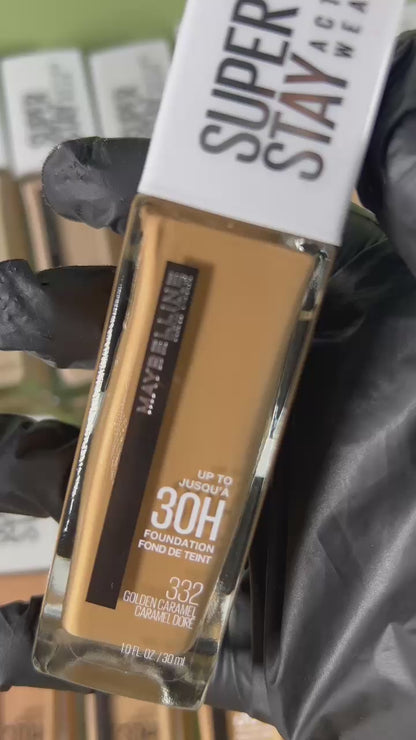 SUPER
STAY
MAYBELLINE
UP TO
JUSQU'À
30H
FOUNDATION
FOND DE TEINT
332
GOLDEN CARAMEL
CARAMEL DORÉ
1.0 FL. OZ / 30 ml